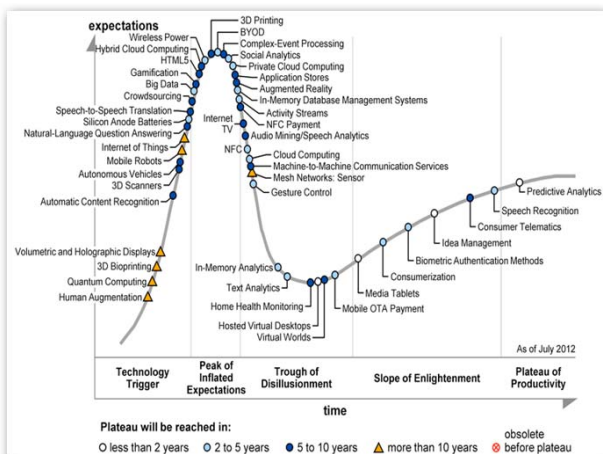 expectations
3D Printing
BYOD
Complex-Event Processing
Wireless Power
Hybrid Cloud Computing
Social Analytics
HTML5
Private Cloud Computing
Gamification
Application Stores
Big Data
Augmented Reality
Crowdsourcing
In-Memory Database Management Systems
Speech-to-Speech Translation
Activity Streams
Silicon Anode Batteries
NFC Payment
Internet
TV
Natural-Language Question Answering
Audio Mining/Speech Analytics
Internet of Things
NFC
Mobile Robots
Cloud Computing
Autonomous Vehicles
Machine-to-Machine Communication Services
3D Scanners
Mesh Networks: Sensor
Automatic Content Recognition
Gesture Control
Predictive Analytics
Speech Recognition
Consumer Telematics
Idea Management
Volumetric and Holographic Displays
Biometric Authentication Methods
3D Bioprinting
In-Memory Analytics
Consumerization
Quantum Computing
Text Analytics
Media Tablets
Human Augmentation
Home Health Monitoring
Mobile OTA Payment
Hosted Virtual Desktops
Virtual Worlds
As of July 2012
Technology
Trigger
Peak of
Inflated
Expectations
Trough of
Disillusionment
Slope of Enlightenment
Plateau of
Productivity
time
Plateau will be reached in:
less than 2 years
2 to 5 years
5 to 10 years
more than 10 years
obsolete
before plateau